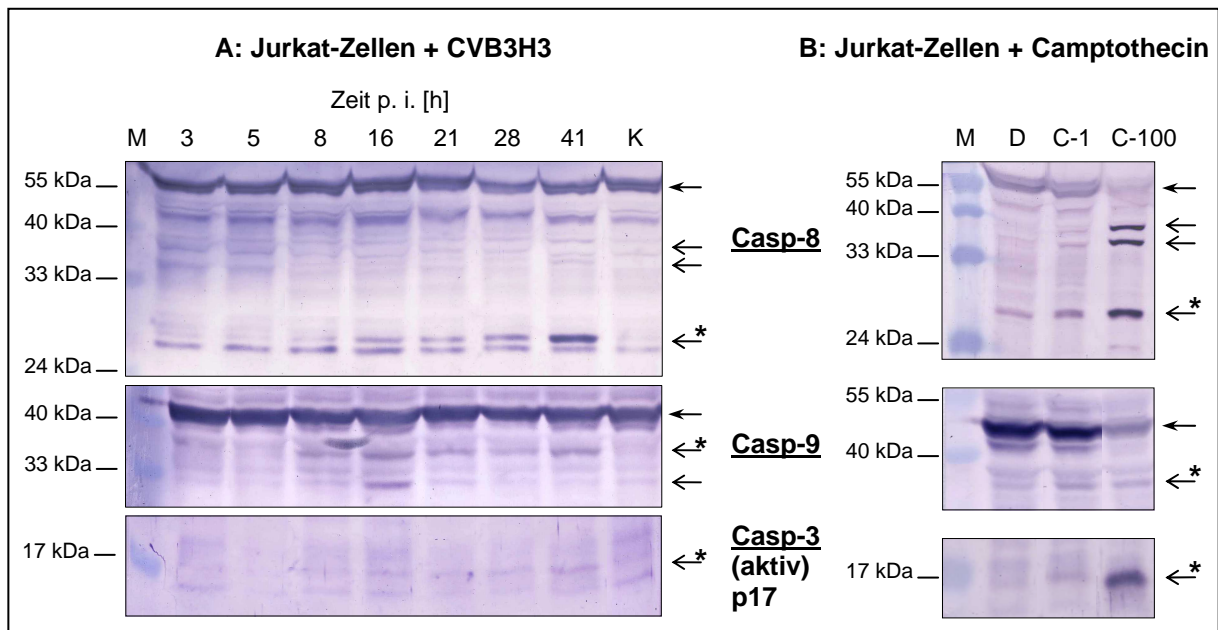 A: Jurkat-Zellen + CVB3H3
B: Jurkat-Zellen + Camptothecin
Zeit p. i. [h]
M 3 5 8 16 21 28 41 K
M D C-1 C-100
55 kDa
40 kDa
33 kDa
24 kDa
Casp-8
*
55 kDa
40 kDa
33 kDa
24 kDa
*
40 kDa
33 kDa
*
Casp-9
55 kDa
40 kDa
*
17 kDa
*
Casp-3
(aktiv)
p17
17 kDa
*